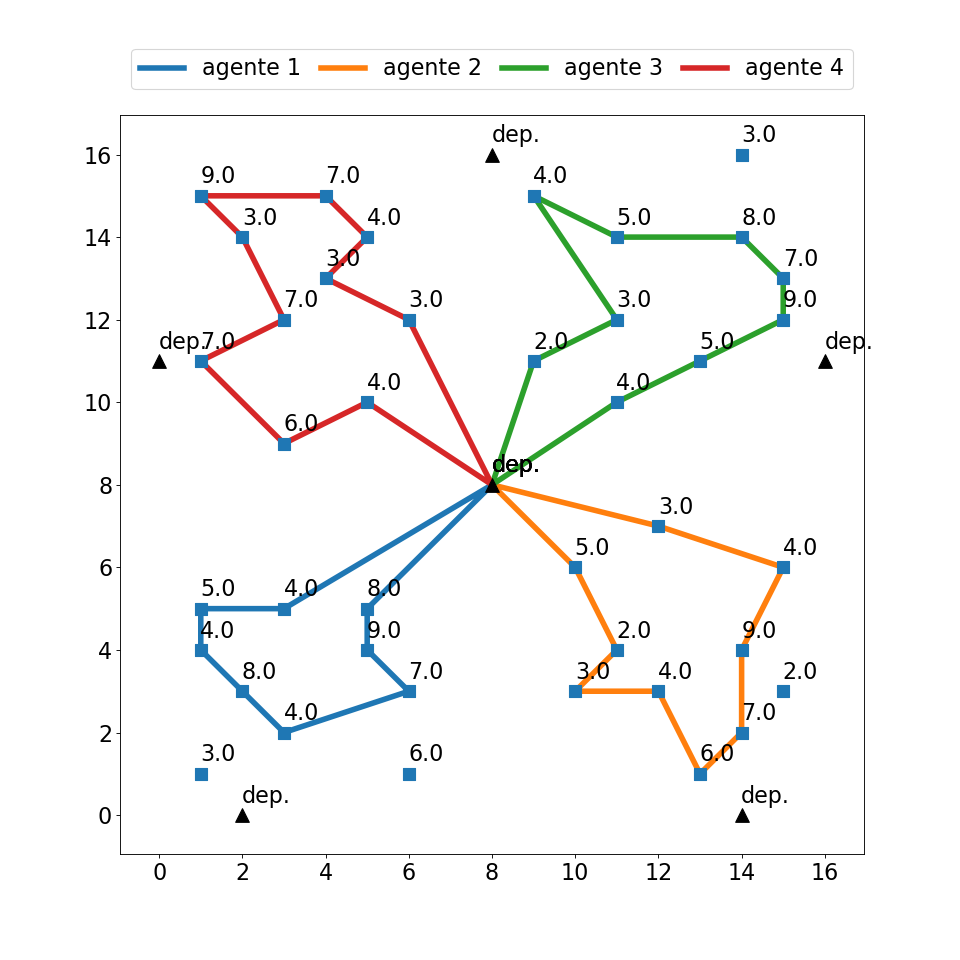 agente 1 agente 2 agente 3 agente 4
dep. 3.0
16
9.0 7.0 4.0
3.0 4.0 5.0 8.0
14
3.0 7.0
7.0 3.0 3.0 9.0
12
dep. 7.0 2.0 5.0 dep.
4.0 4.0
10
6.0
dep.
8
3.0
5.0 4.0
6
5.0 4.0 8.0
4.0 9.0 2.0 9.0
4
8.0 7.0 3.0 4.0 2.0
4.0 7.0
2
3.0 6.0 6.0
dep. dep.
0
0 2 4 6 8 10 12 14 16